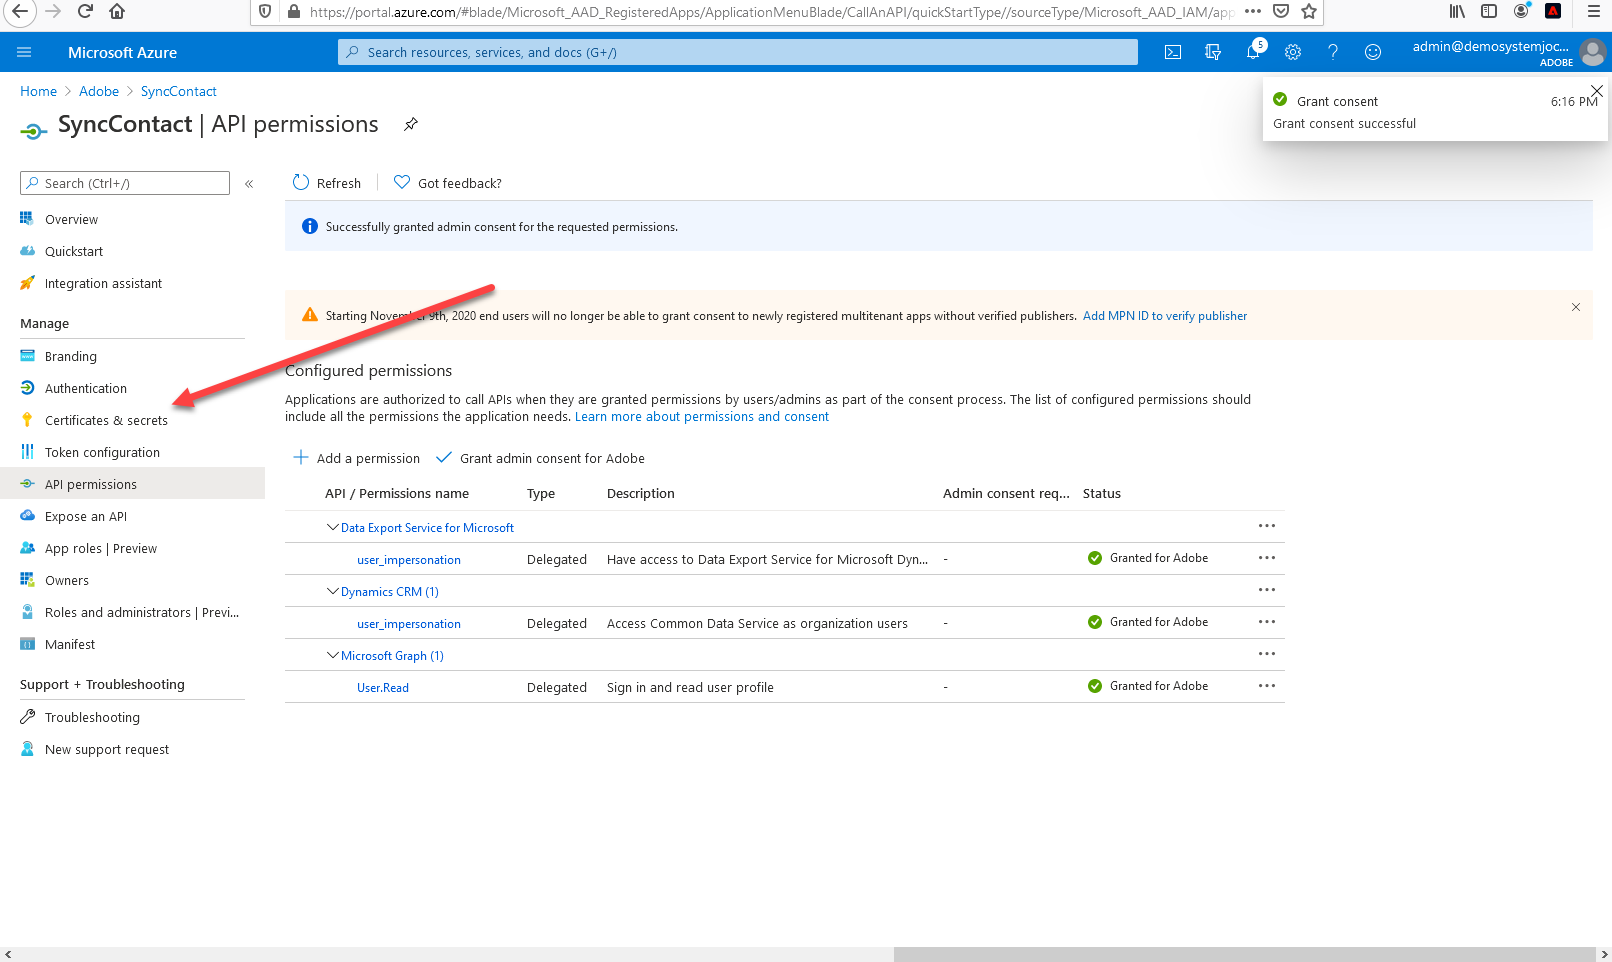 https://portal.azure.com/#blade/Microsoft_AAD_RegisteredApps/ApplicationMenuBlade/CallAnAPI/quickStartType//sourceType/Microsoft_AAD_IAM/app
Microsoft Azure
Search resources, services, and docs (G+/)
5
admin@demosystemjoc...
ADOBE
Home > Adobe > SyncContact
SyncContact | API permissions
Grant consent
6:16 PM
Grant consent successful
Search (Ctrl+/)
«
Refresh
Got feedback?
Overview
Quickstart
Integration assistant
Manage
Branding
Authentication
Certificates & secrets
Token configuration
API permissions
Expose an API
App roles | Preview
Owners
Roles and administrators | Previ...
Manifest
Support + Troubleshooting
Troubleshooting
New support request
Successfully granted admin consent for the requested permissions.
Starting November 9th, 2020 end users will no longer be able to grant consent to newly registered multitenant apps without verified publishers. Add MPN ID to verify publisher
Configured permissions
Applications are authorized to call APIs when they are granted permissions by users/admins as part of the consent process. The list of configured permissions should
include all the permissions the application needs. Learn more about permissions and consent
Add a permission
Grant admin consent for Adobe
API / Permissions name Type Description Admin consent req... Status
Data Export Service for Microsoft
user_impersonation Delegated Have access to Data Export Service for Microsoft Dyn... - Granted for Adobe
Dynamics CRM (1)
user_impersonation Delegated Access Common Data Service as organization users - Granted for Adobe
Microsoft Graph (1)
User.Read Delegated Sign in and read user profile - Granted for Adobe